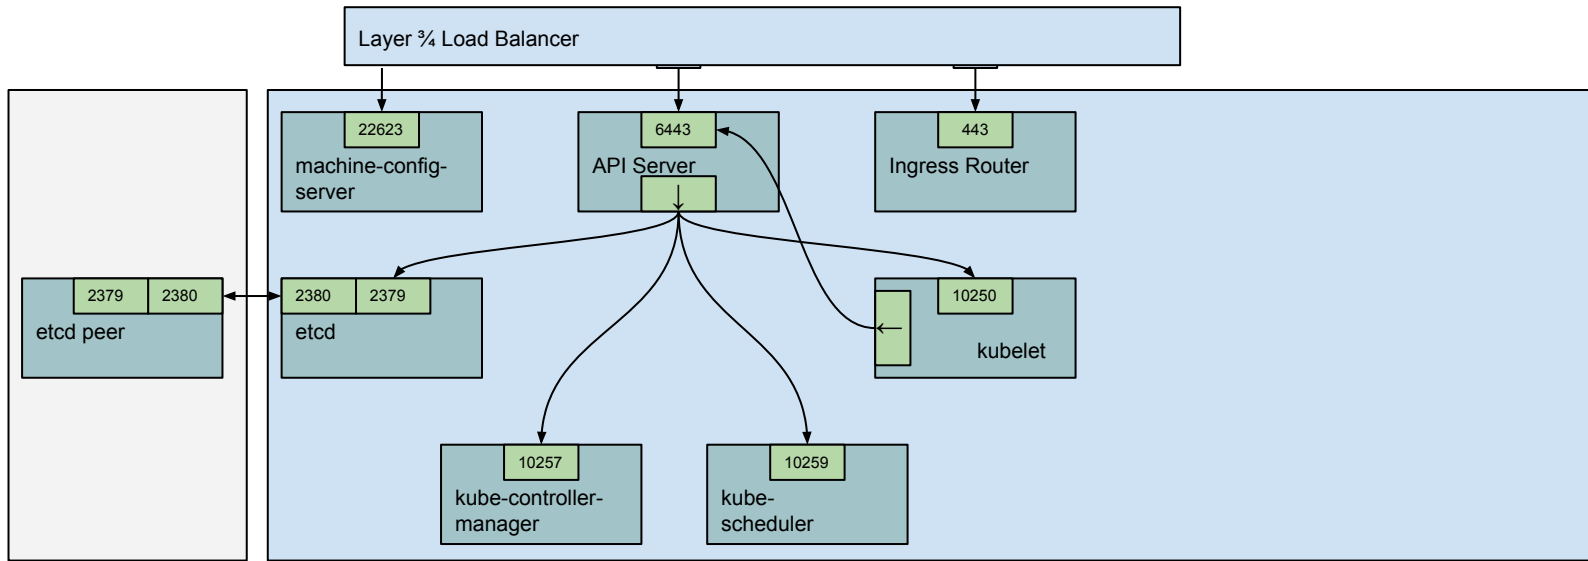 Layer ¾ Load Balancer
22623
machine-config-
server
6443
API Server
↓
443
Ingress Router
2379 2380
etcd peer
2380 2379
etcd
10250
←
kubelet
10257
kube-controller-
manager
10259
kube-
scheduler